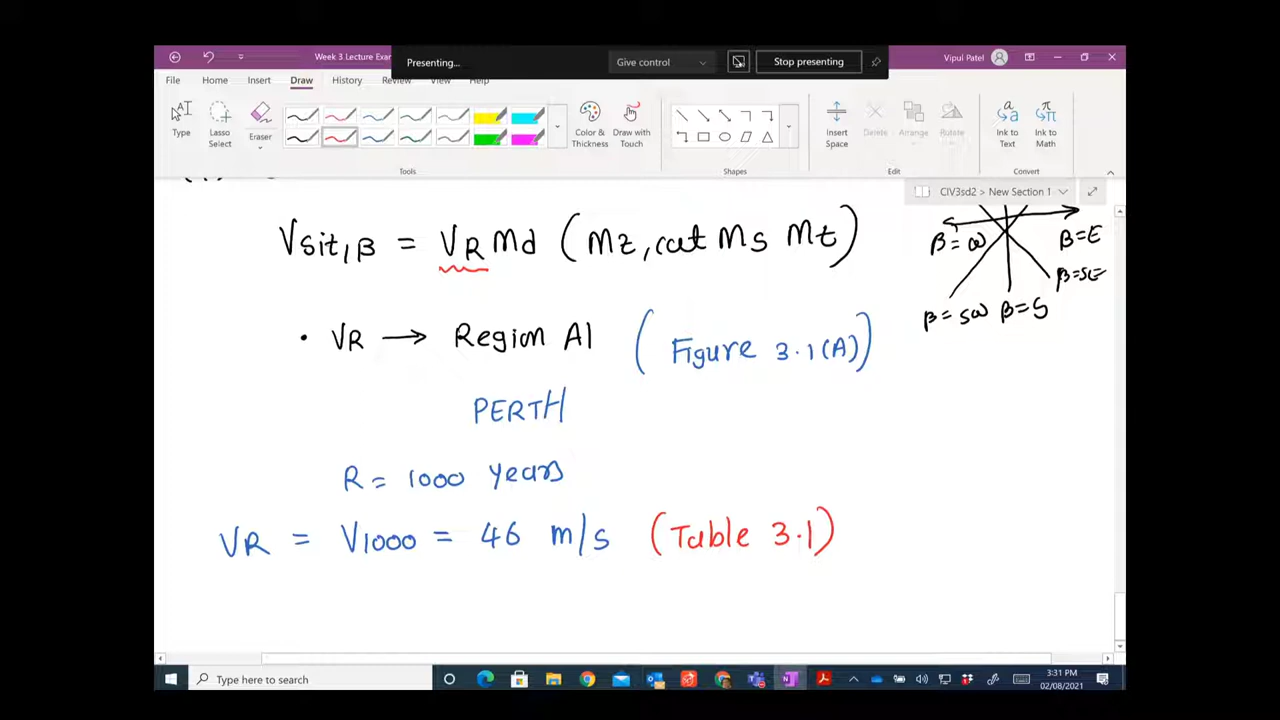 Week 3 Lecture Exam
Presenting...
Give control
Stop presenting
Vipul Patel
File Home Insert Draw History Review View Help
Type
Lasso Select
Eraser
Color & Thickness
Draw with Touch
Insert Space
Delete
Arrange
Rotate
Ink to Text
Ink to Math
Tools
Shapes
Edit
Convert
CIV3sd2 > New Section 1
Vsit,β = VR Md (Mz,cat Ms Mt)
β=W
β=E
β=SE
β=SW β=S
• VR → Region A1 (Figure 3.1(A))
PERTH
R = 1000 years
VR = V1000 = 46 m/s (Table 3.1)
Type here to search
3:31 PM
02/08/2021